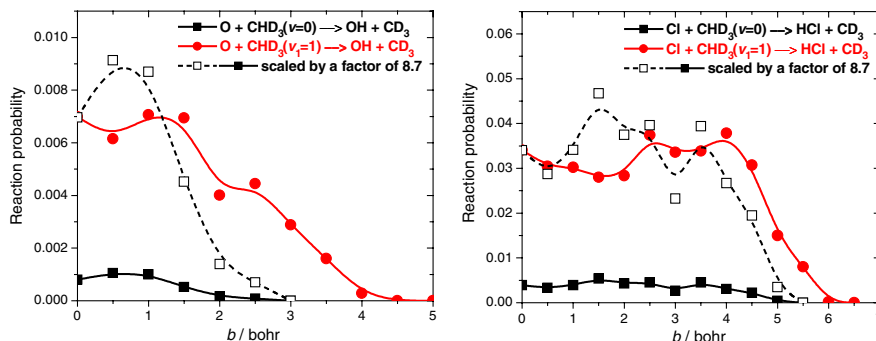 O + CHD3(v=0) —> OH + CD3
O + CHD3(v1=1) —> OH + CD3
scaled by a factor of 8.7
Reaction probability
0.010
0.008
0.006
0.004
0.002
0.000
0 1 2 3 4 5
b / bohr
Cl + CHD3(v=0) —> HCl + CD3
Cl + CHD3(v1=1) —> HCl + CD3
scaled by a factor of 8.7
Reaction probability
0.06
0.05
0.04
0.03
0.02
0.01
0.00
0 1 2 3 4 5 6
b / bohr